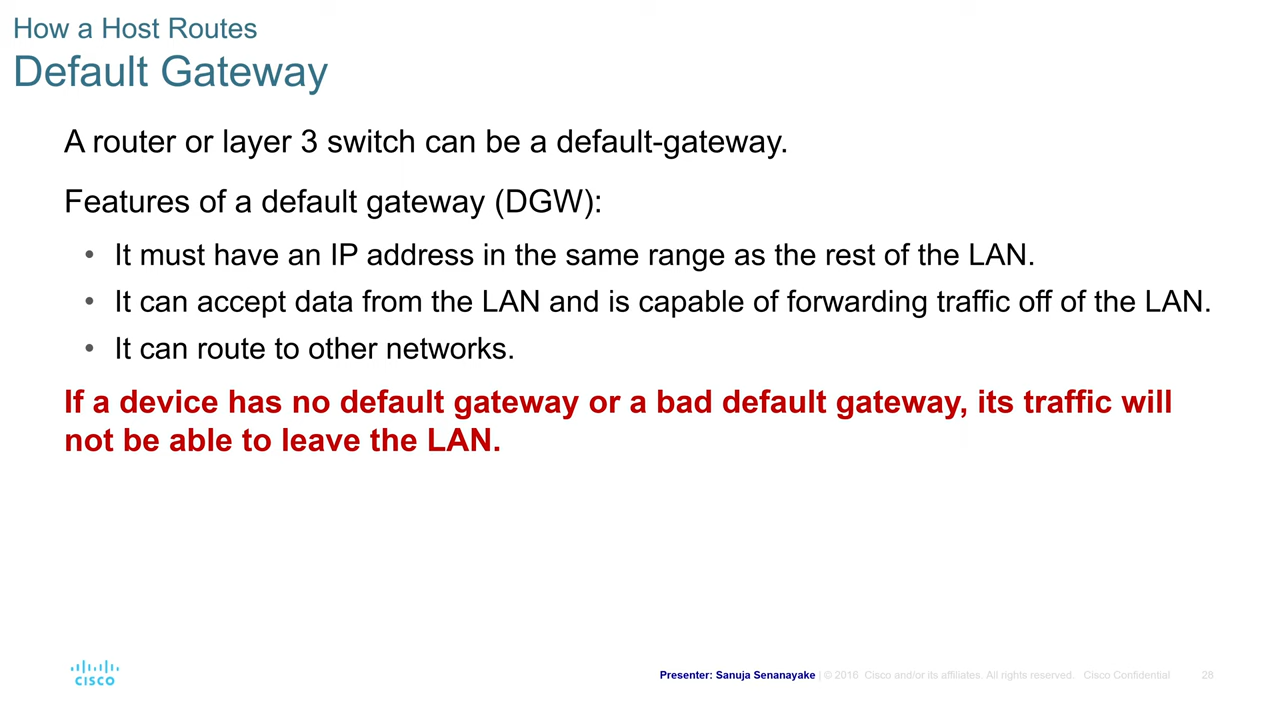 How a Host Routes
Default Gateway
A router or layer 3 switch can be a default-gateway.
Features of a default gateway (DGW):
• It must have an IP address in the same range as the rest of the LAN.
• It can accept data from the LAN and is capable of forwarding traffic off of the LAN.
• It can route to other networks.
If a device has no default gateway or a bad default gateway, its traffic will
not be able to leave the LAN.
CISCO
Presenter: Sanuja Senanayake | © 2016 Cisco and/or its affiliates. All rights reserved. Cisco Confidential 28